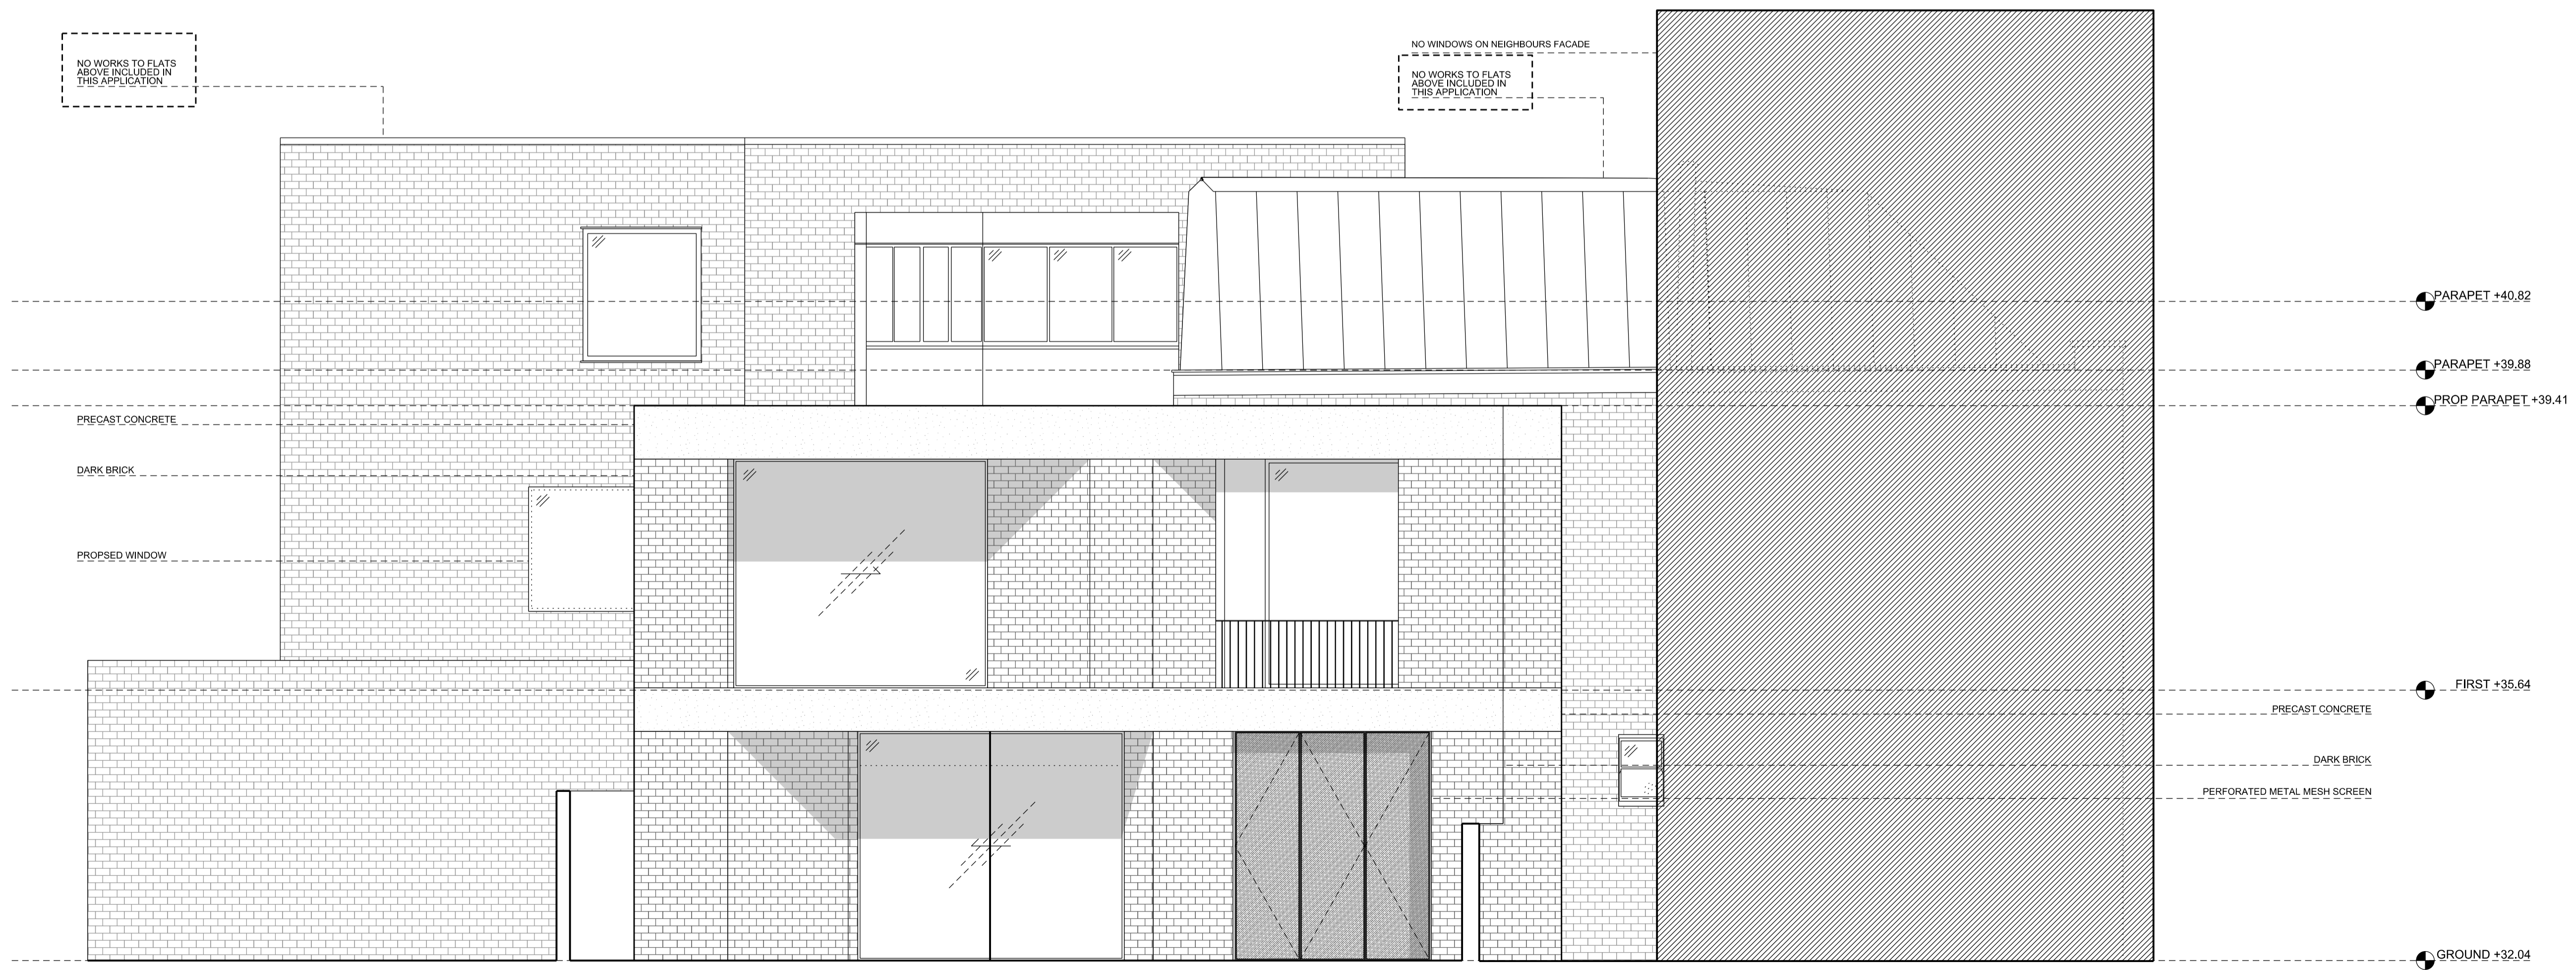 NO WINDOWS ON NEIGHBOURS FACADE
NO WORKS TO FLATS
ABOVE INCLUDED IN
THIS APPLICATION
NO WORKS TO FLATS
ABOVE INCLUDED IN
THIS APPLICATION
PARAPET +40.82
PARAPET +39.88
PROP PARAPET +39.41
PRECAST CONCRETE
DARK BRICK
PROPSED WINDOW
FIRST +35.64
PRECAST CONCRETE
DARK BRICK
PERFORATED METAL MESH SCREEN
GROUND +32.04